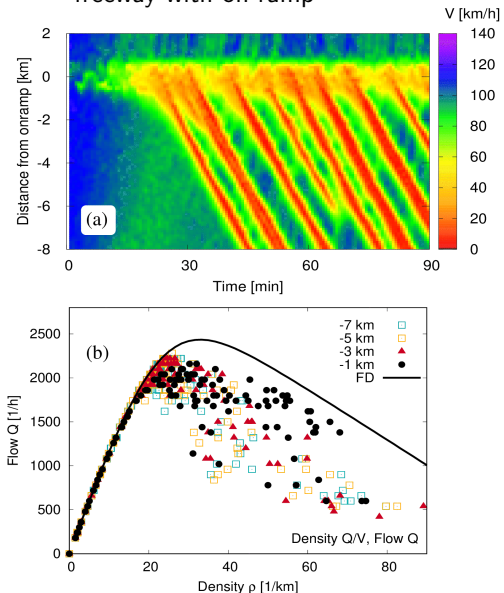 freeway with on-ramp
V [km/h]
2
0
-2
-4
-6
-8
Distance from onramp [km]
(a)
0
30
60
90
Time [min]
140
120
100
80
60
40
20
0
2500
2000
1500
1000
500
0
Flow Q [1/h]
(b)
-7 km
-5 km
-3 km
-1 km
FD
Density Q/V, Flow Q
0
20
40
60
80
Density ρ [1/km]